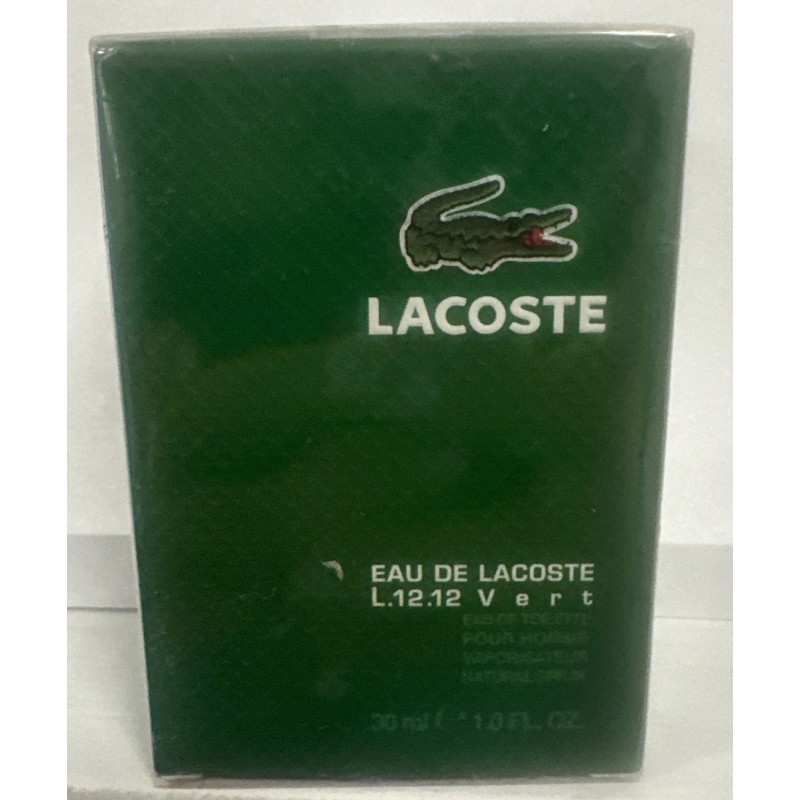 LACOSTE
EAU DE LACOSTE
L.12.12 Vert
EAU DE TOILETTE
POUR HOMME
VAPORISATEUR
NATURAL SPRAY
30 ml e 1.0 FL. OZ.